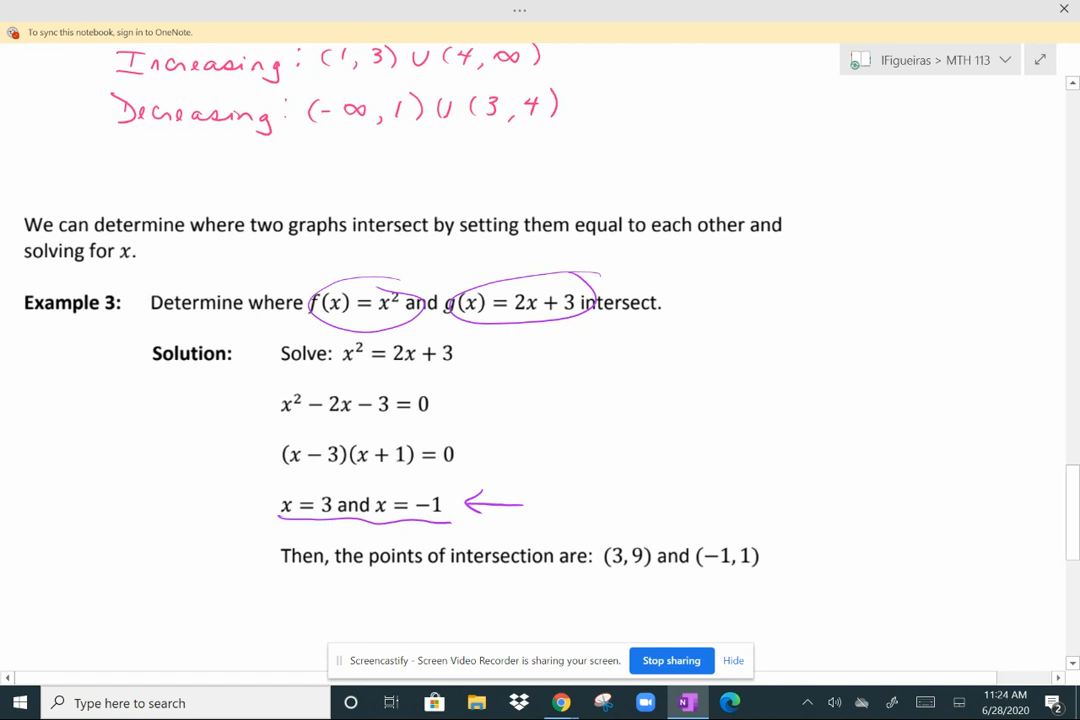 To sync this notebook, sign in to OneNote.
IFigueiras > MTH 113
Increasing: (1, 3) ∪ (4, ∞)
Decreasing: (-∞, 1) ∪ (3, 4)
We can determine where two graphs intersect by setting them equal to each other and
solving for x.
Example 3: Determine where f(x) = x² and g(x) = 2x + 3 intersect.
Solution: Solve: x² = 2x + 3
x² − 2x − 3 = 0
(x − 3)(x + 1) = 0
x = 3 and x = −1
Then, the points of intersection are: (3, 9) and (−1, 1)
Screencastify - Screen Video Recorder is sharing your screen. Stop sharing Hide
Type here to search
11:24 AM
6/28/2020
2